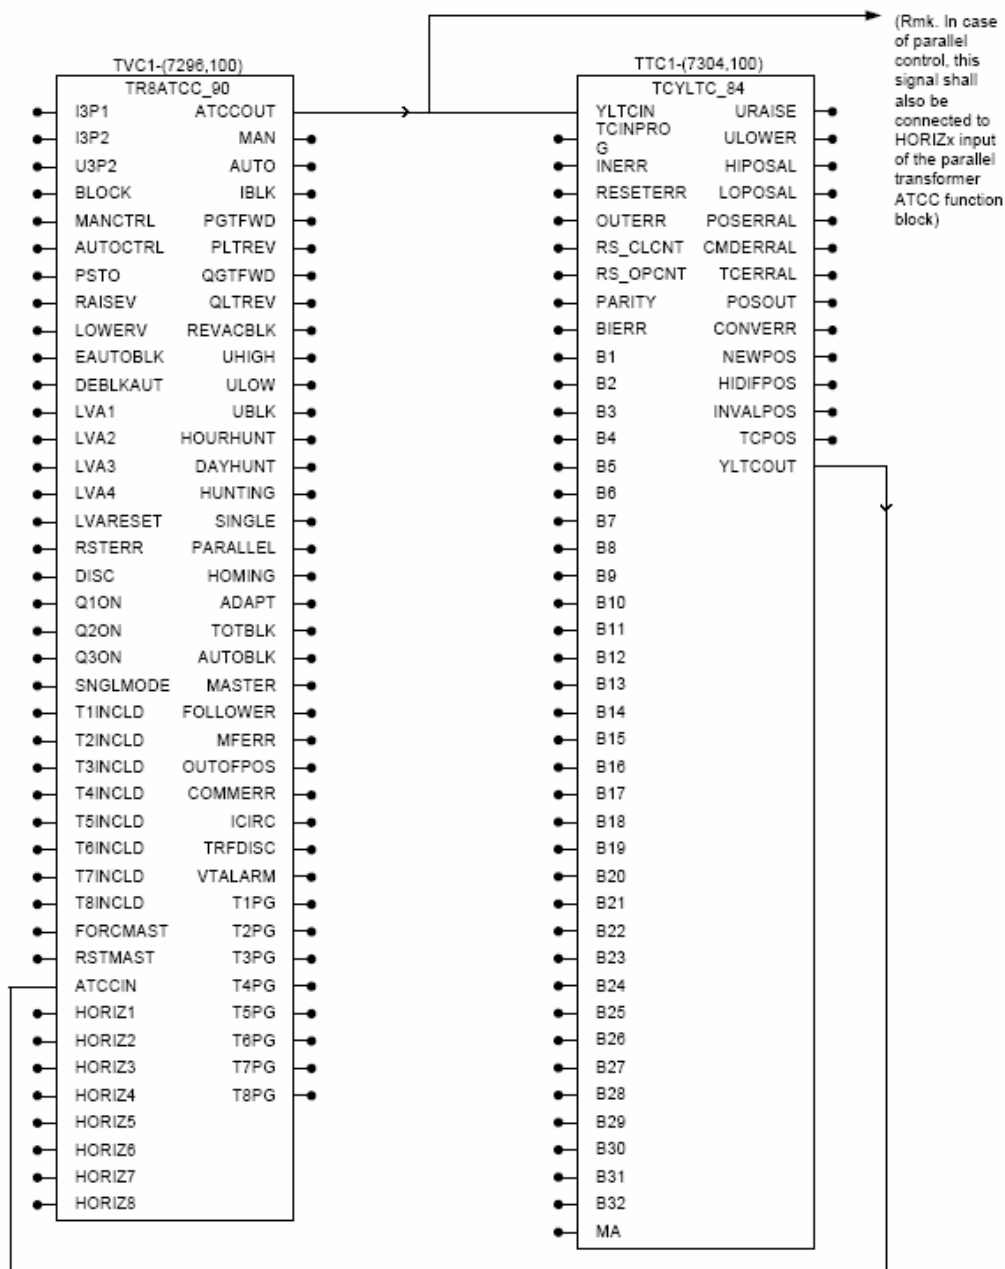 TVC1-(7296,100)
TR8ATCC_90
I3P1 ATCCOUT
I3P2 MAN
U3P2 AUTO
BLOCK IBLK
MANCTRL PGTFWD
AUTOCTRL PLTREV
PSTO QGTFWD
RAISEV QLTREV
LOWERV REVACBLK
EAUTOBLK UHIGH
DEBLKAUT ULOW
LVA1 UBLK
LVA2 HOURHUNT
LVA3 DAYHUNT
LVA4 HUNTING
LVARESET SINGLE
RSTERR PARALLEL
DISC HOMING
Q1ON ADAPT
Q2ON TOTBLK
Q3ON AUTOBLK
SNGLMODE MASTER
T1INCLD FOLLOWER
T2INCLD MFERR
T3INCLD OUTOFPOS
T4INCLD COMMERR
T5INCLD ICIRC
T6INCLD TRFDISC
T7INCLD VTALARM
T8INCLD T1PG
FORCMAST T2PG
RSTMAST T3PG
ATCCIN T4PG
HORIZ1 T5PG
HORIZ2 T6PG
HORIZ3 T7PG
HORIZ4 T8PG
HORIZ5
HORIZ6
HORIZ7
HORIZ8
TTC1-(7304,100)
TCYLTC_84
YLTCIN URAISE
TCINPRO
G
ULOWER
INERR HIPOSAL
RESETERR LOPOSAL
OUTERR POSERRAL
RS_CLCNT CMDERRAL
RS_OPCNT TCERRAL
PARITY POSOUT
BIERR CONVERR
B1 NEWPOS
B2 HIDIFPOS
B3 INVALPOS
B4 TCPOS
B5 YLTCOUT
B6
B7
B8
B9
B10
B11
B12
B13
B14
B15
B16
B17
B18
B19
B20
B21
B22
B23
B24
B25
B26
B27
B28
B29
B30
B31
B32
MA
(Rmk. In case
of parallel
control, this
signal shall
also be
connected to
HORIZx input
of the parallel
transformer
ATCC function
block)